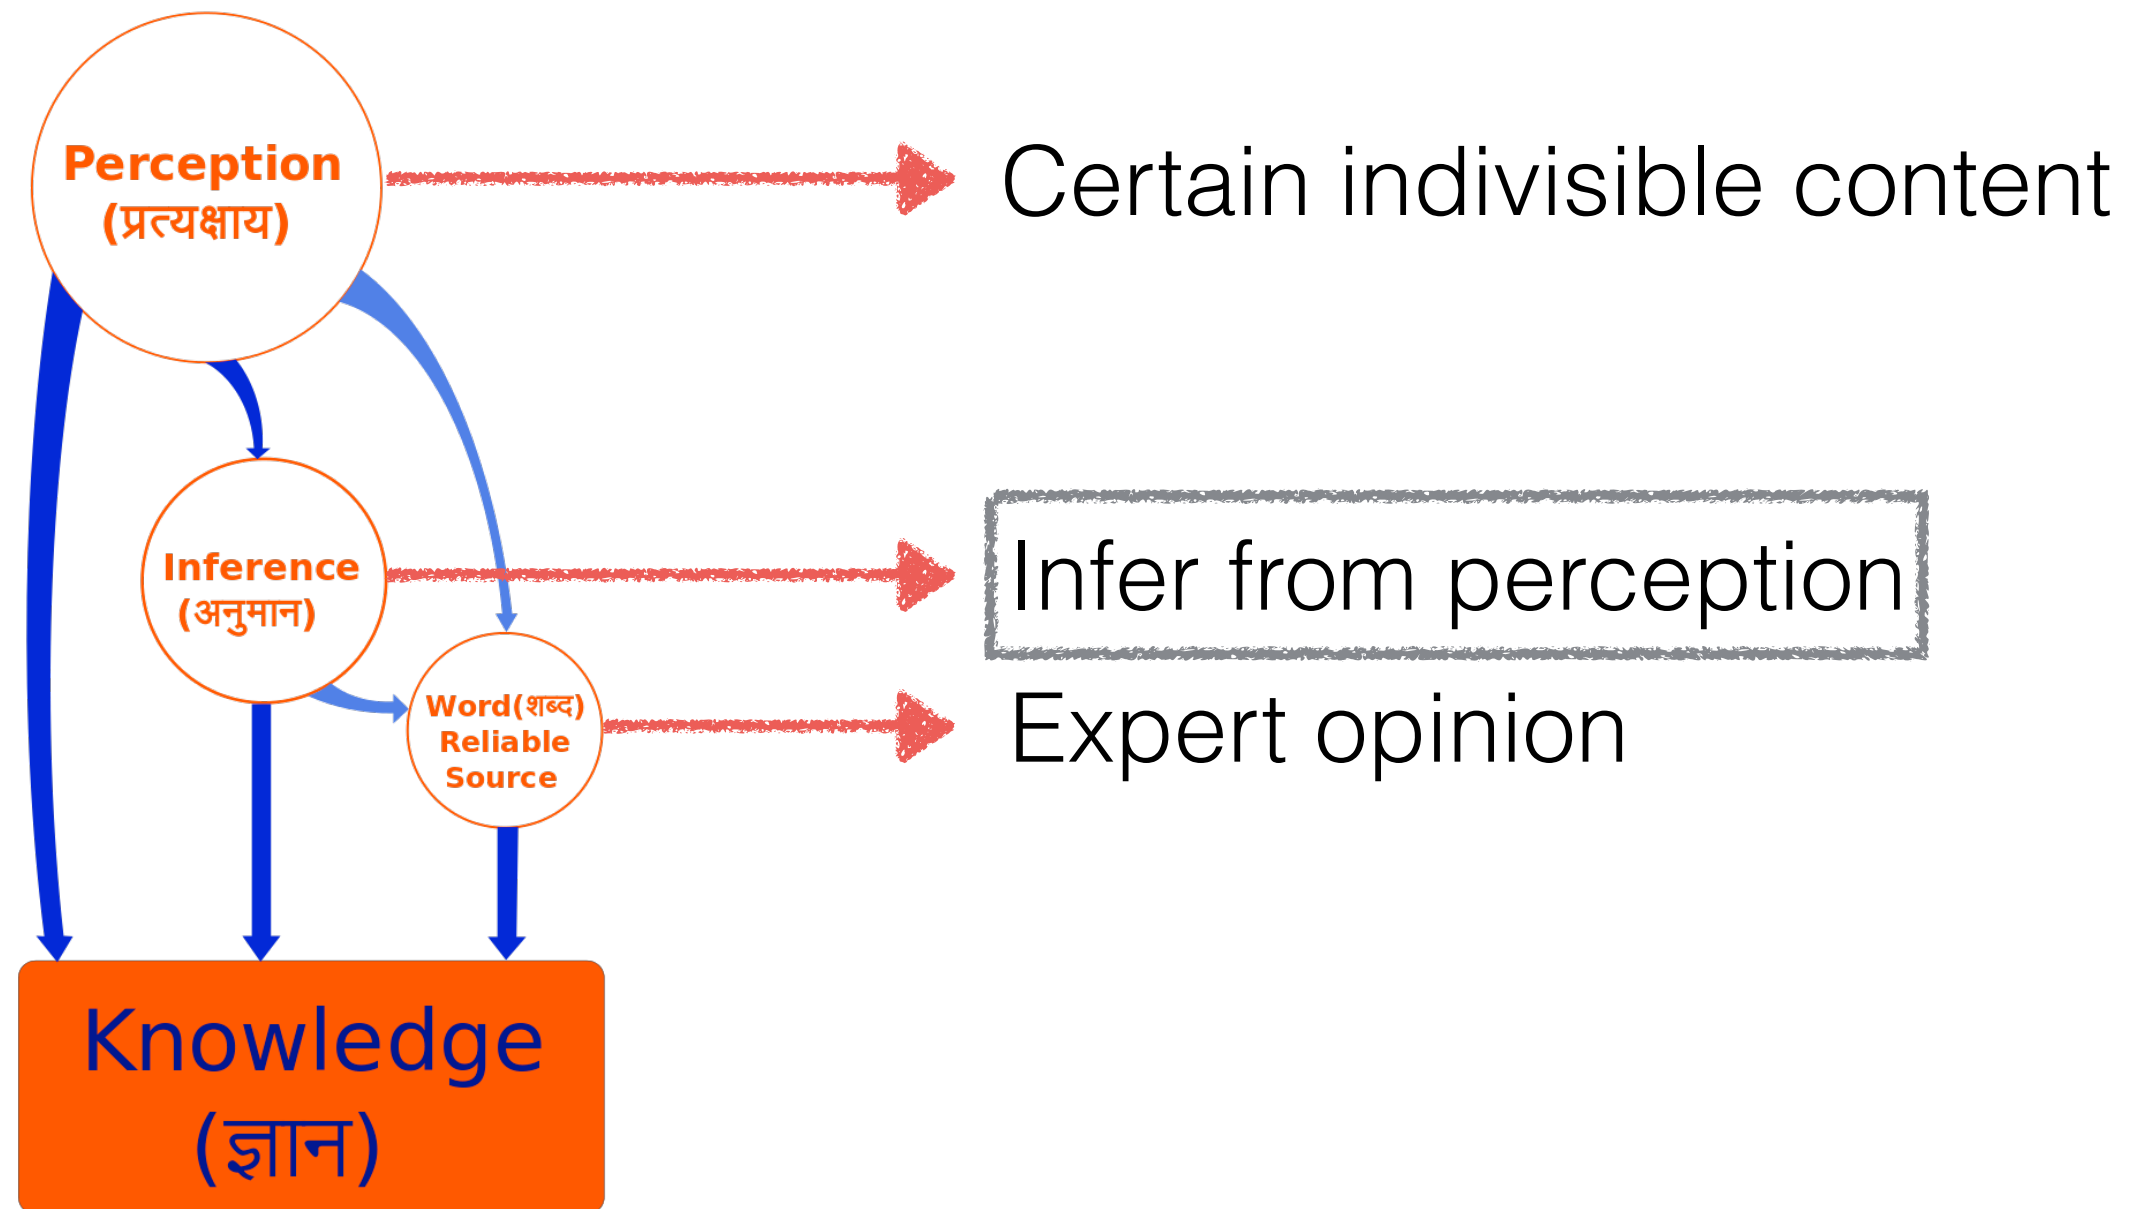 Perception
(प्रत्यक्षाय)
Certain indivisible content
Inference
(अनुमान)
Infer from perception
Word(शब्द)
Reliable
Source
Expert opinion
Knowledge
(ज्ञान)